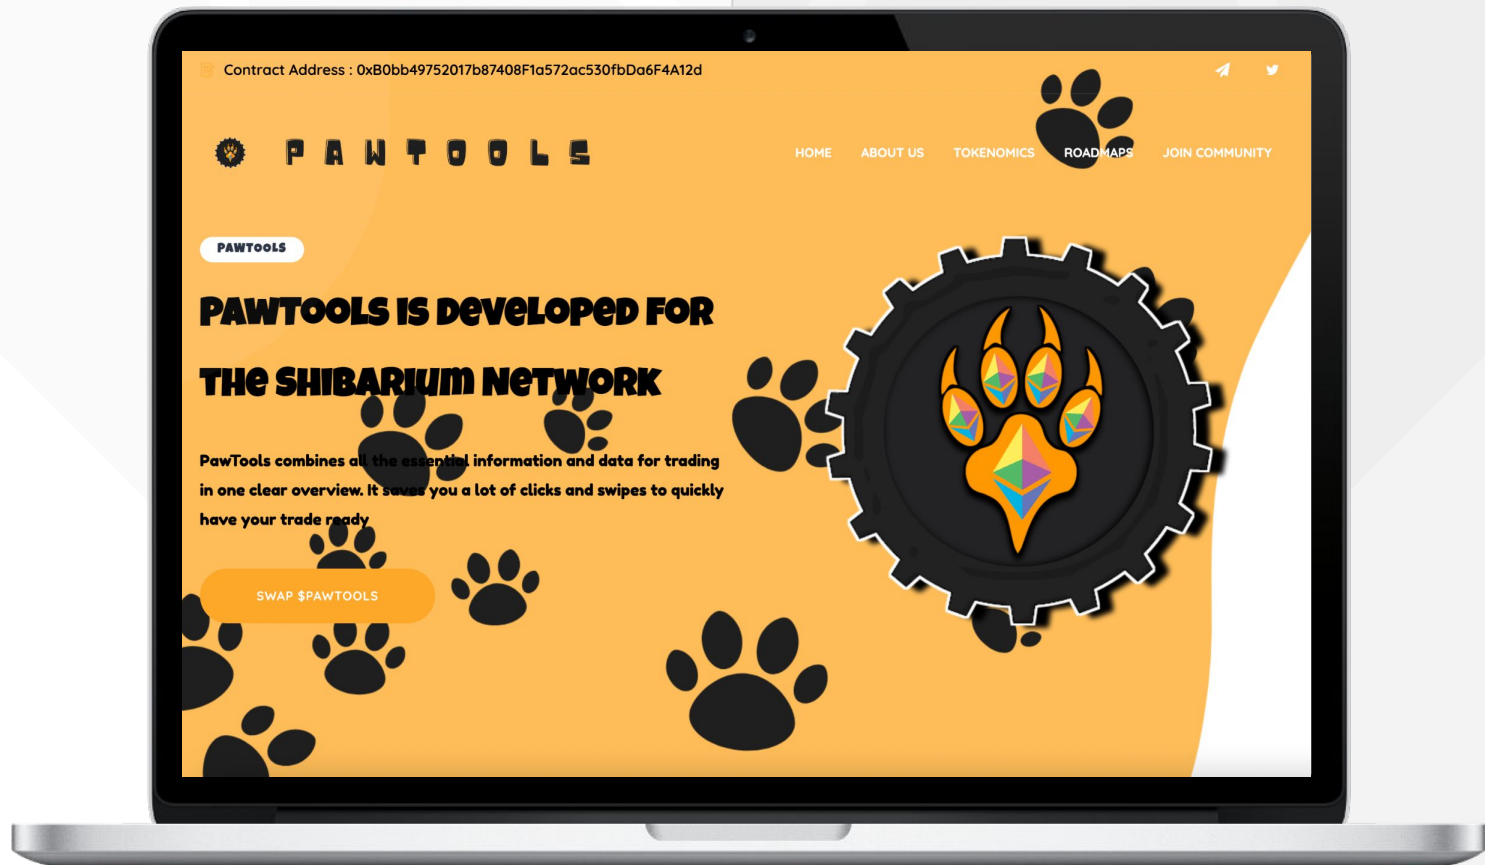 Contract Address : 0xB0bb49752017b87408F1a572ac530fbDa6F4A12d
PAWTOOLS
HOME ABOUT US TOKENOMICS ROADMAPS JOIN COMMUNITY
PAWTOOLS
PAWTOOLS IS DEVELOPED FOR
THE SHIBARIUM NETWORK
PawTools combines all the essential information and data for trading
in one clear overview. It saves you a lot of clicks and swipes to quickly
have your trade ready
SWAP $PAWTOOLS